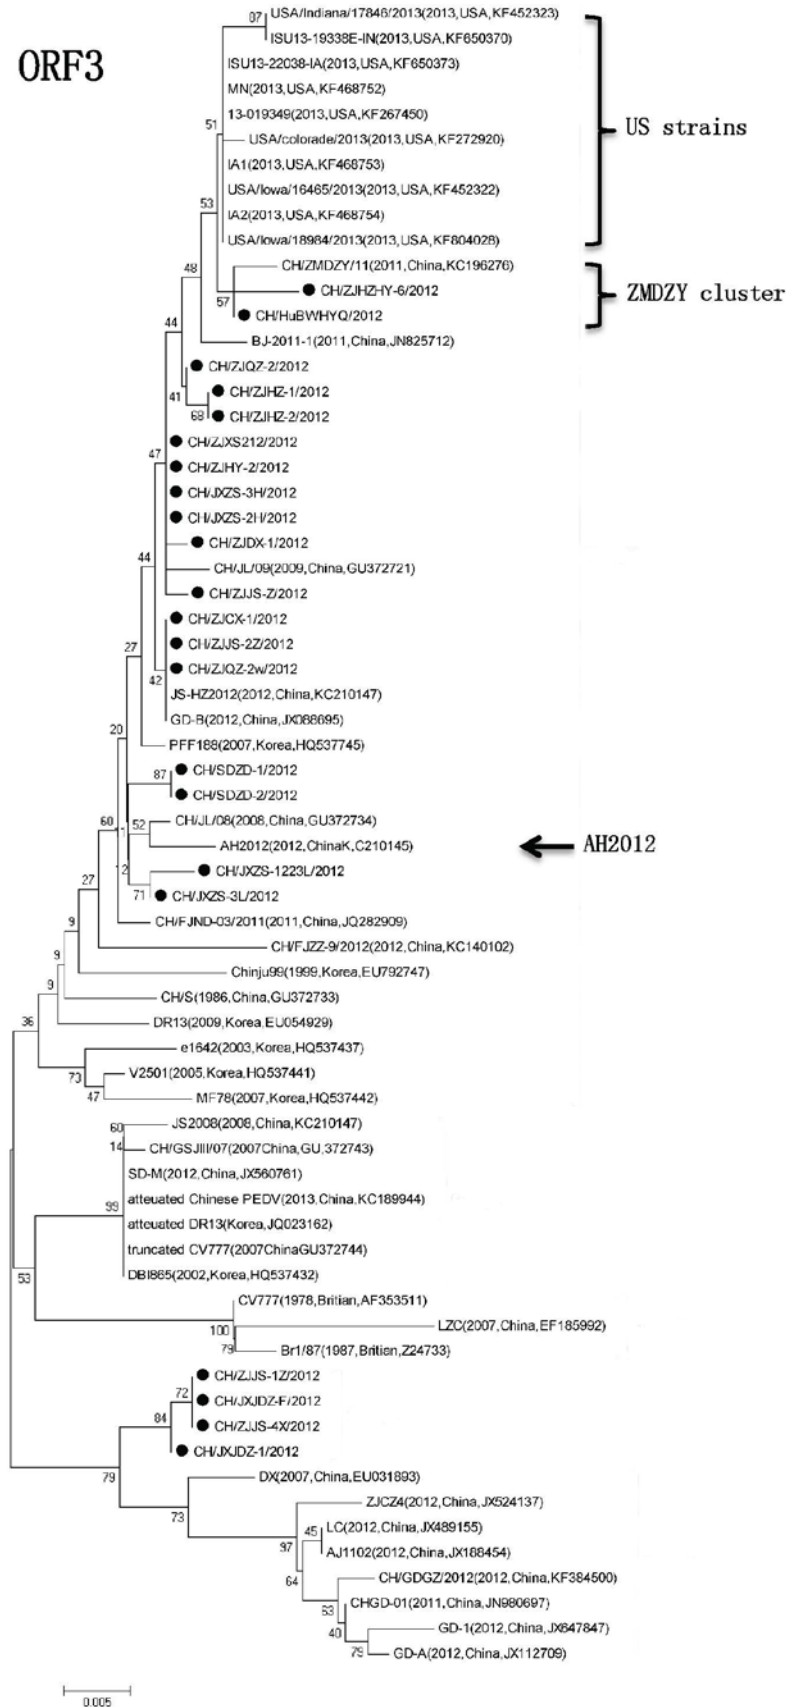 ORF3
87
USA/Indiana/17846/2013(2013,USA,KF452323)
ISU13-19338E-IN(2013,USA,KF650370)
ISU13-22038-IA(2013,USA,KF650373)
MN(2013,USA,KF468752)
13-019349(2013,USA,KF267450)
51
USA/colorade/2013(2013,USA,KF272920)
US strains
IA1(2013,USA,KF468753)
USA/Iowa/16465/2013(2013,USA,KF452322)
53
IA2(2013,USA,KF468754)
USA/Iowa/18984/2013(2013,USA,KF804028)
48
CH/ZMDZY/11(2011,China,KC196276)
CH/ZJHZHY-6/2012
ZMDZY cluster
57
CH/HuBWHYQ/2012
44
BJ-2011-1(2011,China,JN825712)
CH/ZJQZ-2/2012
41
CH/ZJHZ-1/2012
68
CH/ZJHZ-2/2012
CH/ZJXS212/2012
47
CH/ZJHY-2/2012
CH/JXZS-3H/2012
CH/JXZS-2H/2012
CH/ZJDX-1/2012
44
CH/JL/09(2009,China,GU372721)
CH/ZJJS-Z/2012
CH/ZJCX-1/2012
27
CH/ZJJS-2Z/2012
CH/ZJQZ-2w/2012
42
JS-HZ2012(2012,China,KC210147)
GD-B(2012,China,JX088695)
20
PFF188(2007,Korea,HQ537745)
87
CH/SDZD-1/2012
CH/SDZD-2/2012
60
1
52
CH/JL/08(2008,China,GU372734)
AH2012(2012,ChinaK,C210145)
AH2012
2
CH/JXZS-1223L/2012
27
71
CH/JXZS-3L/2012
CH/FJND-03/2011(2011,China,JQ282909)
9
CH/FJZZ-9/2012(2012,China,KC140102)
9
Chinju99(1999,Korea,EU792747)
9
CH/S(1986,China,GU372733)
36
DR13(2009,Korea,EU054929)
e1642(2003,Korea,HQ537437)
73
V2501(2005,Korea,HQ537441)
47
MF78(2007,Korea,HQ537442)
60
JS2008(2008,China,KC210147)
14
CH/GSJIII/07(2007China,GU,372743)
SD-M(2012,China,JX560761)
99
atteuated Chinese PEDV(2013,China,KC189944)
atteuated DR13(Korea,JQ023162)
truncated CV777(2007ChinaGU372744)
53
DBI865(2002,Korea,HQ537432)
CV777(1978,Britian,AF353511)
100
LZC(2007,China,EF185992)
79
Br1/87(1987,Britian,Z24733)
CH/ZJJS-1Z/2012
72
CH/JXJDZ-F/2012
84
CH/ZJJS-4X/2012
CH/JXJDZ-1/2012
79
DX(2007,China,EU031893)
73
ZJCZ4(2012,China,JX524137)
45
LC(2012,China,JX489155)
97
AJ1102(2012,China,JX188454)
64
CH/GDGZ/2012(2012,China,KF384500)
63
CHGD-01(2011,China,JN980697)
40
GD-1(2012,China,JX647847)
79
GD-A(2012,China,JX112709)
0.005